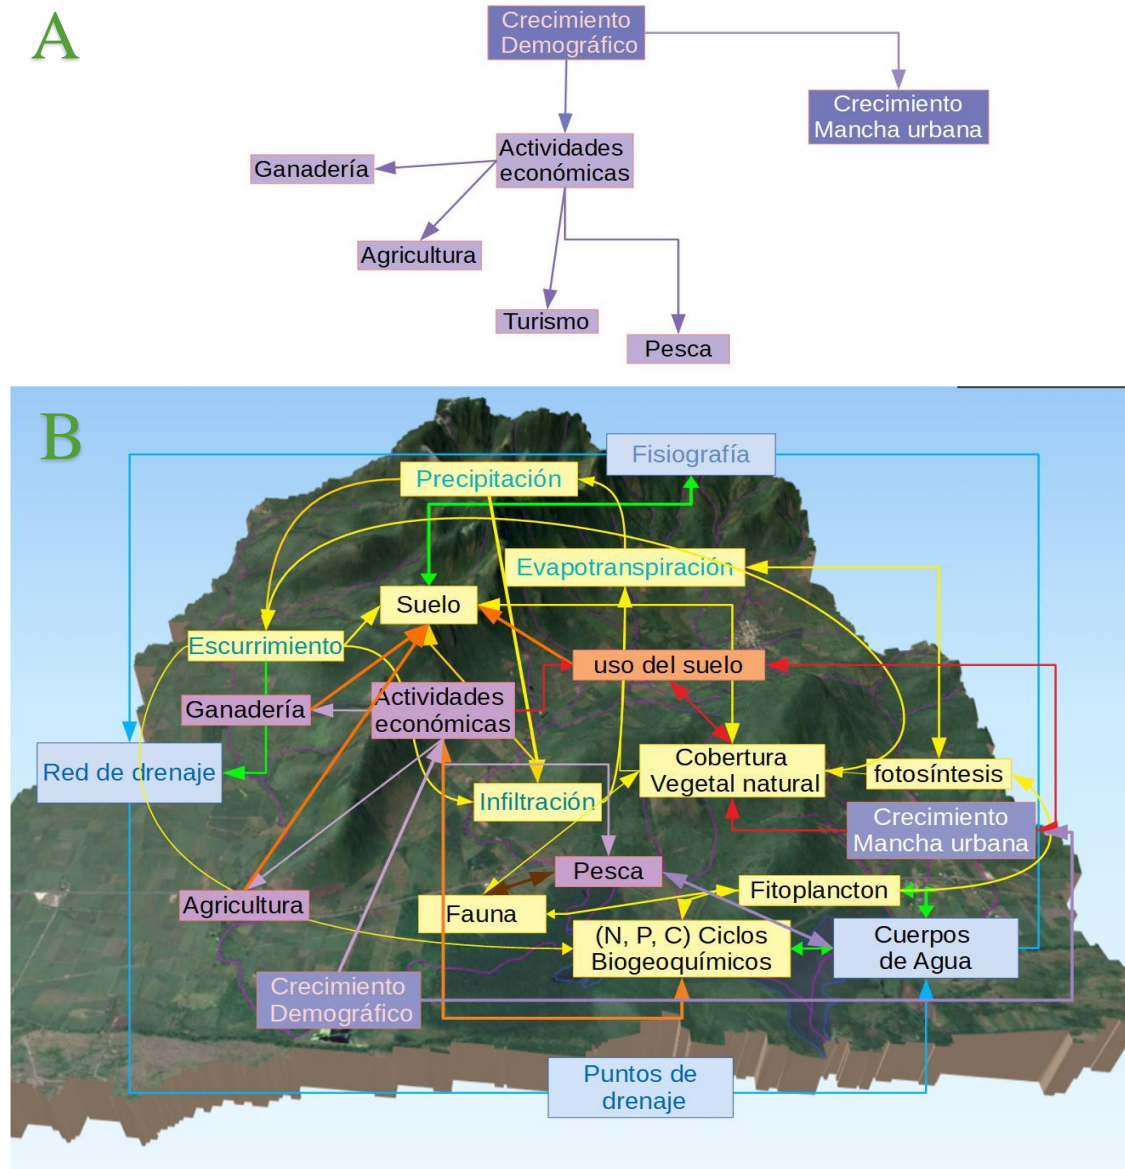 A
Crecimiento
Demográfico
Crecimiento
Mancha urbana
Actividades
económicas
Ganadería
Agricultura
Turismo
Pesca
B
Fisiografía
Precipitación
Evapotranspiración
Suelo
Escurrimiento
uso del suelo
Ganadería
Actividades
económicas
Red de drenaje
Cobertura
Vegetal natural
fotosíntesis
Infiltración
Crecimiento
Mancha urbana
Pesca
Fitoplancton
Agricultura
Fauna
(N, P, C) Ciclos
Biogeoquímicos
Cuerpos
de Agua
Crecimiento
Demográfico
Puntos de
drenaje